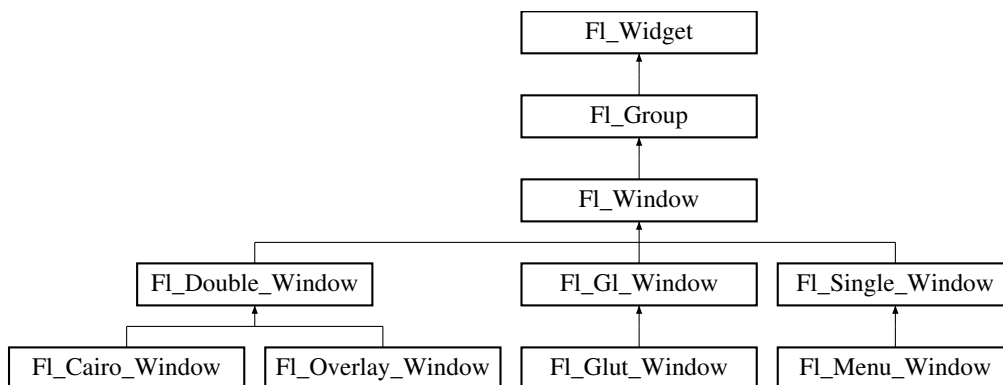 Fl_Widget
Fl_Group
Fl_Window
Fl_Double_Window
Fl_Gl_Window
Fl_Single_Window
Fl_Cairo_Window
Fl_Overlay_Window
Fl_Glut_Window
Fl_Menu_Window